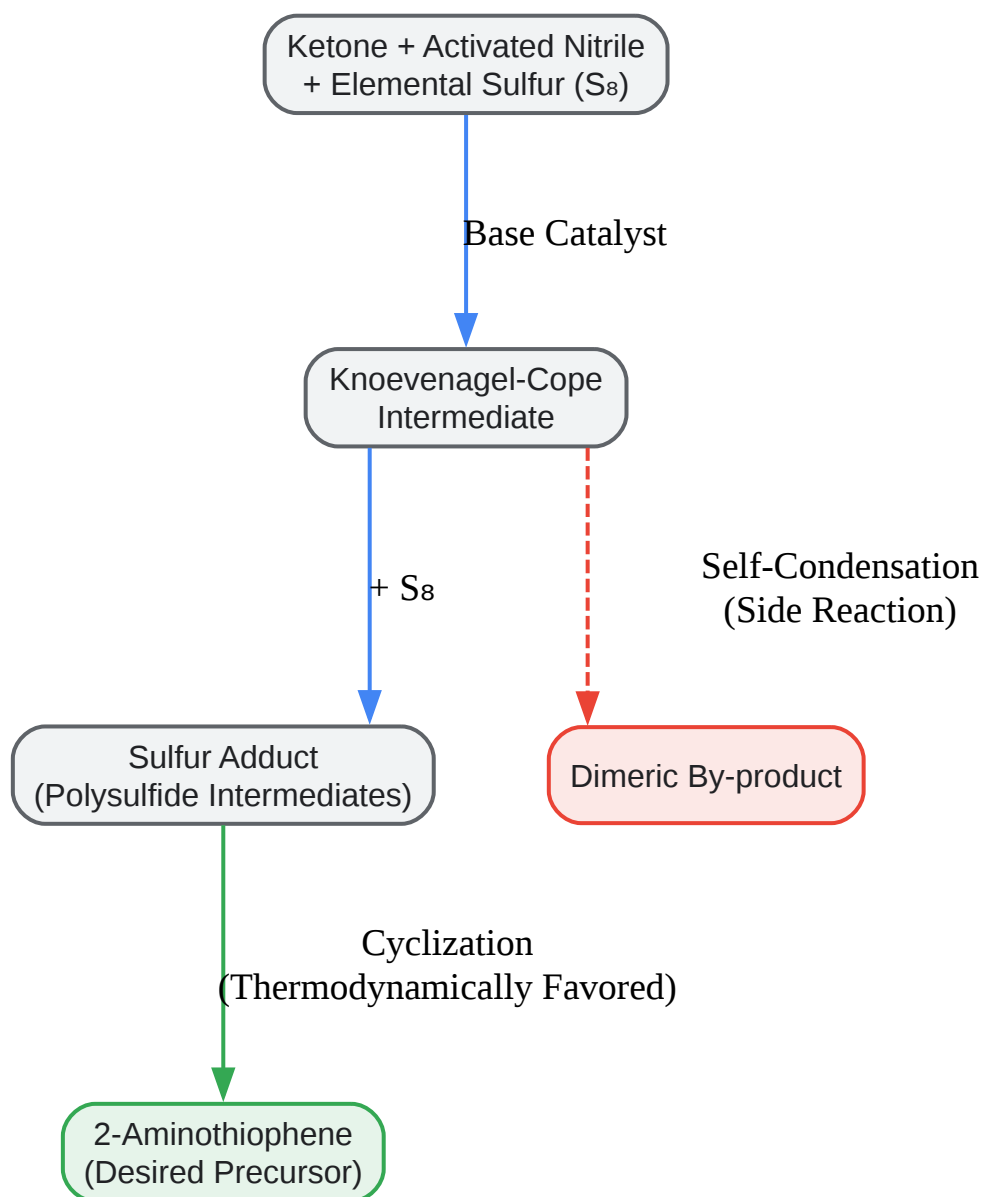 Ketone + Activated Nitrile
+ Elemental Sulfur (S₈)
Base Catalyst
Knoevenagel-Cope
Intermediate
+ S₈
Self-Condensation
(Side Reaction)
Sulfur Adduct
(Polysulfide Intermediates)
Dimeric By-product
Cyclization
(Thermodynamically Favored)
2-Aminothiophene
(Desired Precursor)